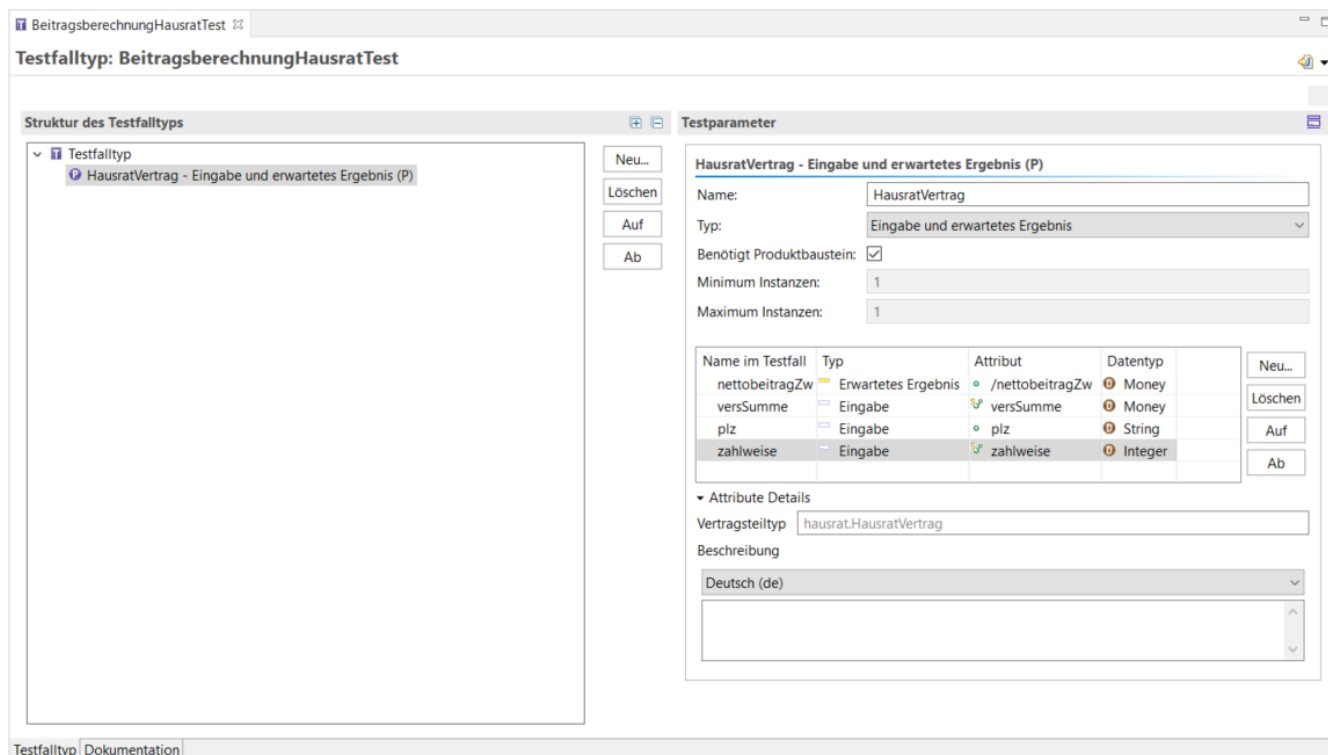 BeitragsberechnungHausratTest
Testfalltyp: BeitragsberechnungHausratTest
Struktur des Testfalltyps
Testfalltyp
HausratVertrag - Eingabe und erwartetes Ergebnis (P)
Neu...
Löschen
Auf
Ab
Testparameter
HausratVertrag - Eingabe und erwartetes Ergebnis (P)
Name: HausratVertrag
Typ: Eingabe und erwartetes Ergebnis
Benötigt Produktbaustein:
Minimum Instanzen: 1
Maximum Instanzen: 1
Name im Testfall Typ Attribut Datentyp
nettobeitragZw Erwartetes Ergebnis /nettobeitragZw Money
versSumme Eingabe versSumme Money
plz Eingabe plz String
zahlweise Eingabe zahlweise Integer
Neu...
Löschen
Auf
Ab
Attribute Details
Vertragsteiltyp hausrat.HausratVertrag
Beschreibung
Deutsch (de)
Testfalltyp Dokumentation